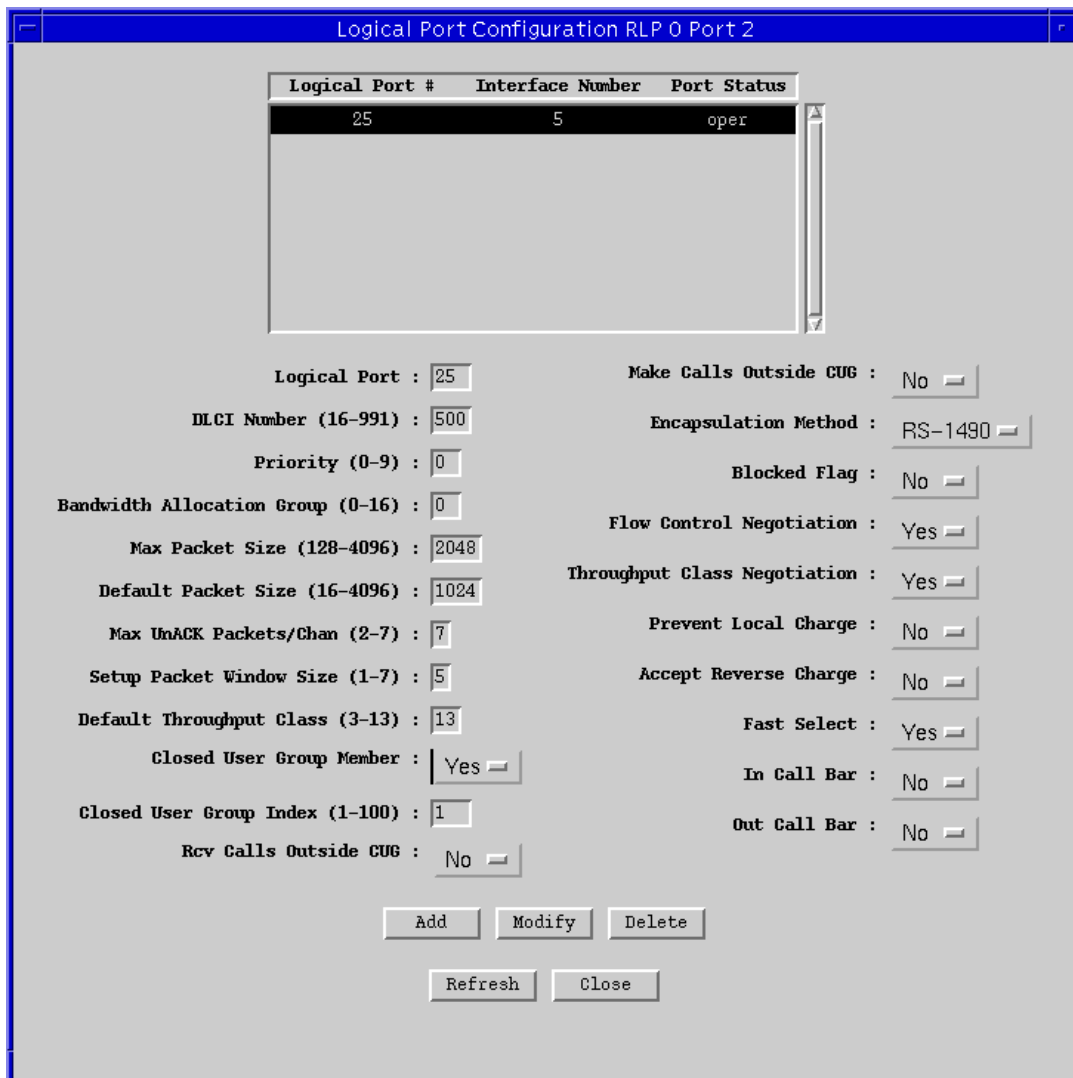 Logical Port Configuration RLP 0 Port 2
Logical Port # Interface Number Port Status
25 5 oper
Logical Port : 25
DLCI Number (16-991) : 500
Priority (0-9) : 0
Bandwidth Allocation Group (0-16) : 0
Max Packet Size (128-4096) : 2048
Default Packet Size (16-4096) : 1024
Max UnACK Packets/Chan (2-7) : 7
Setup Packet Window Size (1-7) : 5
Default Throughput Class (3-13) : 13
Closed User Group Member : Yes
Closed User Group Index (1-100) : 1
Rcv Calls Outside CUG : No
Make Calls Outside CUG : No
Encapsulation Method : RS-1490
Blocked Flag : No
Flow Control Negotiation : Yes
Throughput Class Negotiation : Yes
Prevent Local Charge : No
Accept Reverse Charge : No
Fast Select : Yes
In Call Bar : No
Out Call Bar : No
Add Modify Delete
Refresh Close